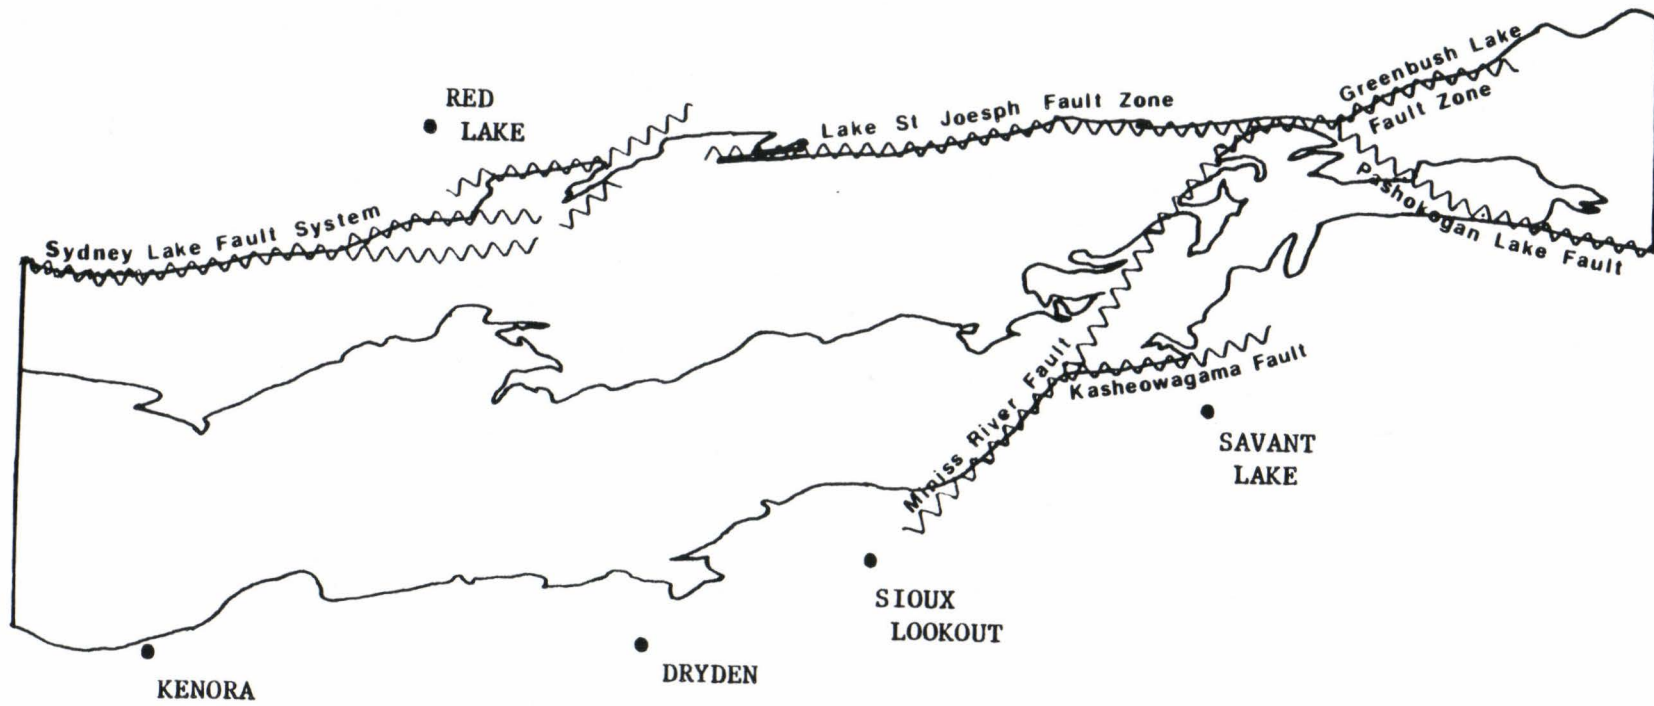 RED
LAKE
Greenbush Lake
Fault Zone
Lake St Joesph Fault Zone
Pashokogan Lake Fault
Sydney Lake Fault System
Miniss River Fault
Kasheowagama Fault
SAVANT
LAKE
SIOUX
LOOKOUT
DRYDEN
KENORA